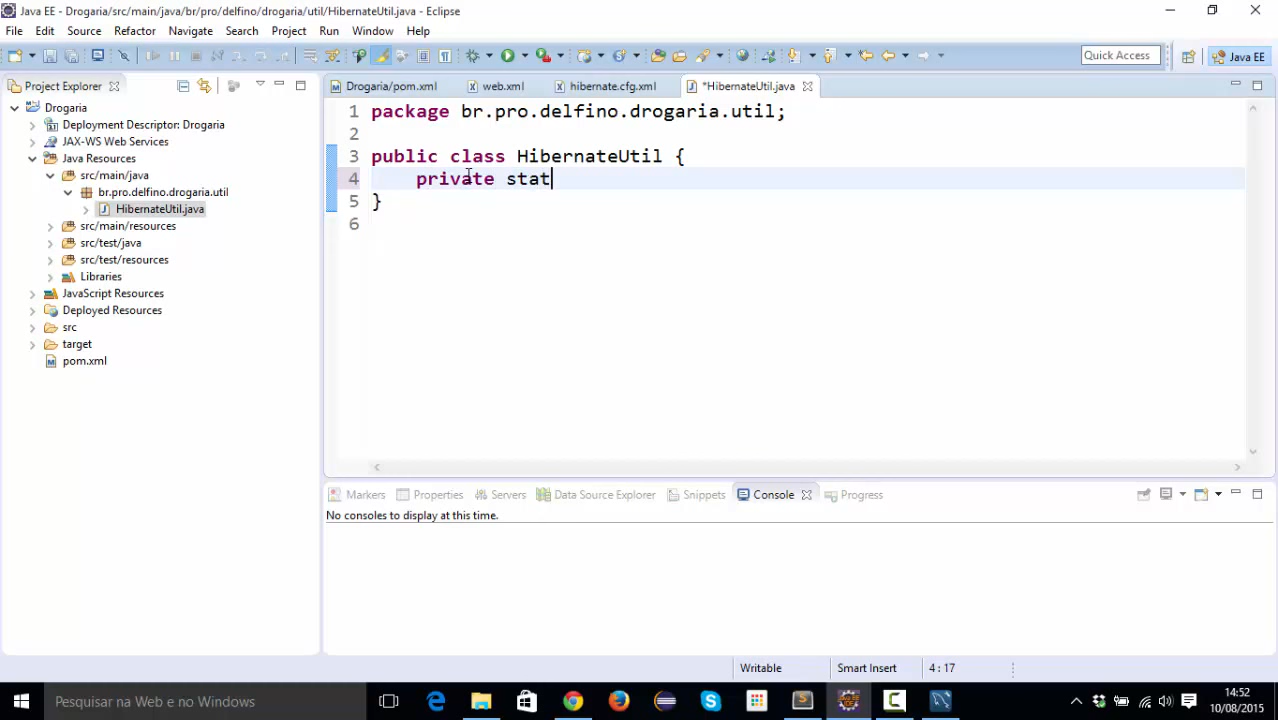 Java EE - Drogaria/src/main/java/br/pro/delfino/drogaria/util/HibernateUtil.java - Eclipse
File Edit Source Refactor Navigate Search Project Run Window Help
Quick Access
Java EE
Project Explorer
Drogaria/pom.xml
web.xml
hibernate.cfg.xml
*HibernateUtil.java
Drogaria
Deployment Descriptor: Drogaria
JAX-WS Web Services
Java Resources
src/main/java
br.pro.delfino.drogaria.util
HibernateUtil.java
src/main/resources
src/test/java
src/test/resources
Libraries
JavaScript Resources
Deployed Resources
src
target
pom.xml
1 package br.pro.delfino.drogaria.util;
2
3 public class HibernateUtil {
4 private stat
5 }
6
Markers Properties Servers Data Source Explorer Snippets Console Progress
No consoles to display at this time.
Writable Smart Insert 4 : 17
Pesquisar na Web e no Windows
14:52
10/08/2015